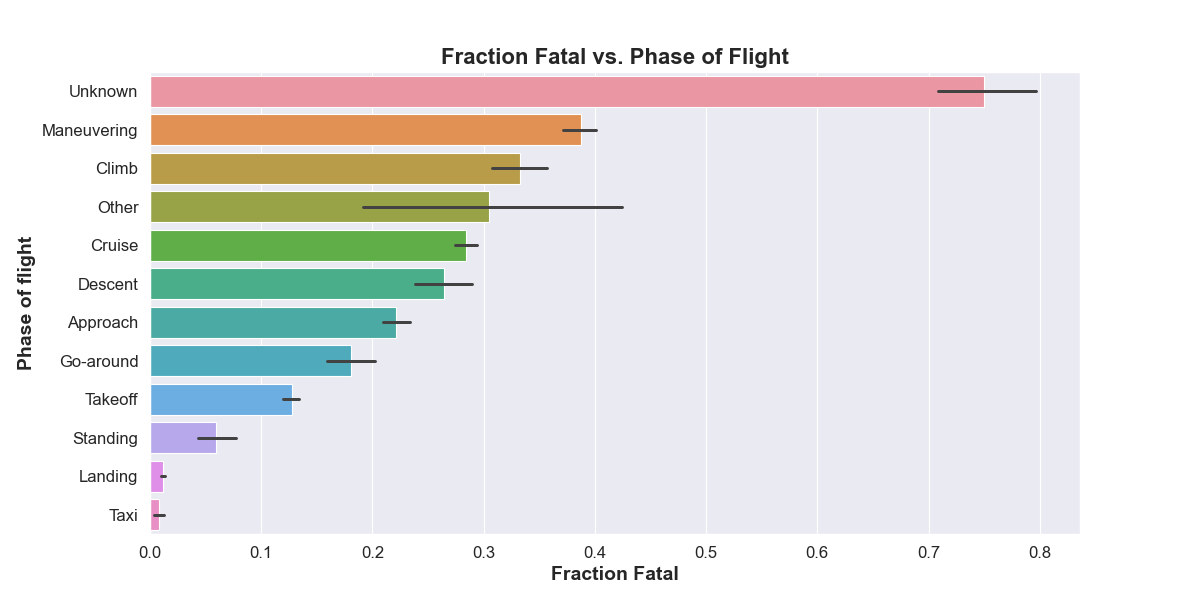 Fraction Fatal vs. Phase of Flight
Phase of flight
Unknown
Maneuvering
Climb
Other
Cruise
Descent
Approach
Go-around
Takeoff
Standing
Landing
Taxi
0.0 0.1 0.2 0.3 0.4 0.5 0.6 0.7 0.8
Fraction Fatal